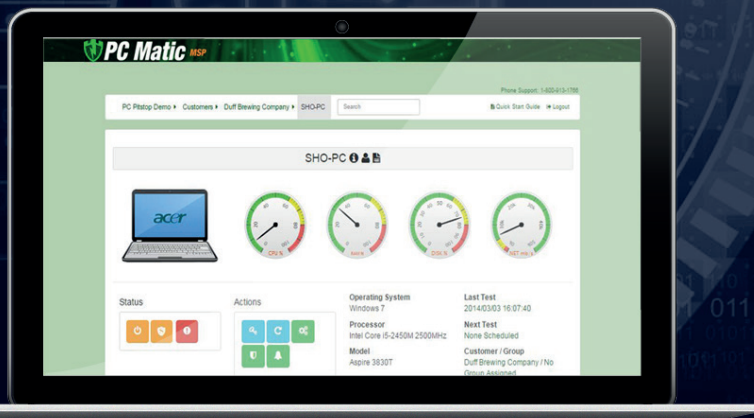 PC Matic MSP
Phone Support: 1-800-813-1786
PC Pitstop Demo Customers Duff Brewing Company SHO-PC Search Quick Start Guide Logout
SHO-PC
acer
CPU %
DISK %
Status
Actions
Operating System
Windows 7
Processor
Intel Core i5-2450M 2500MHz
Model
Aspire 3830T
Last Test
2014/03/03 16:07:40
Next Test
None Scheduled
Customer / Group
Duff Brewing Company / No
Group Assigned
011